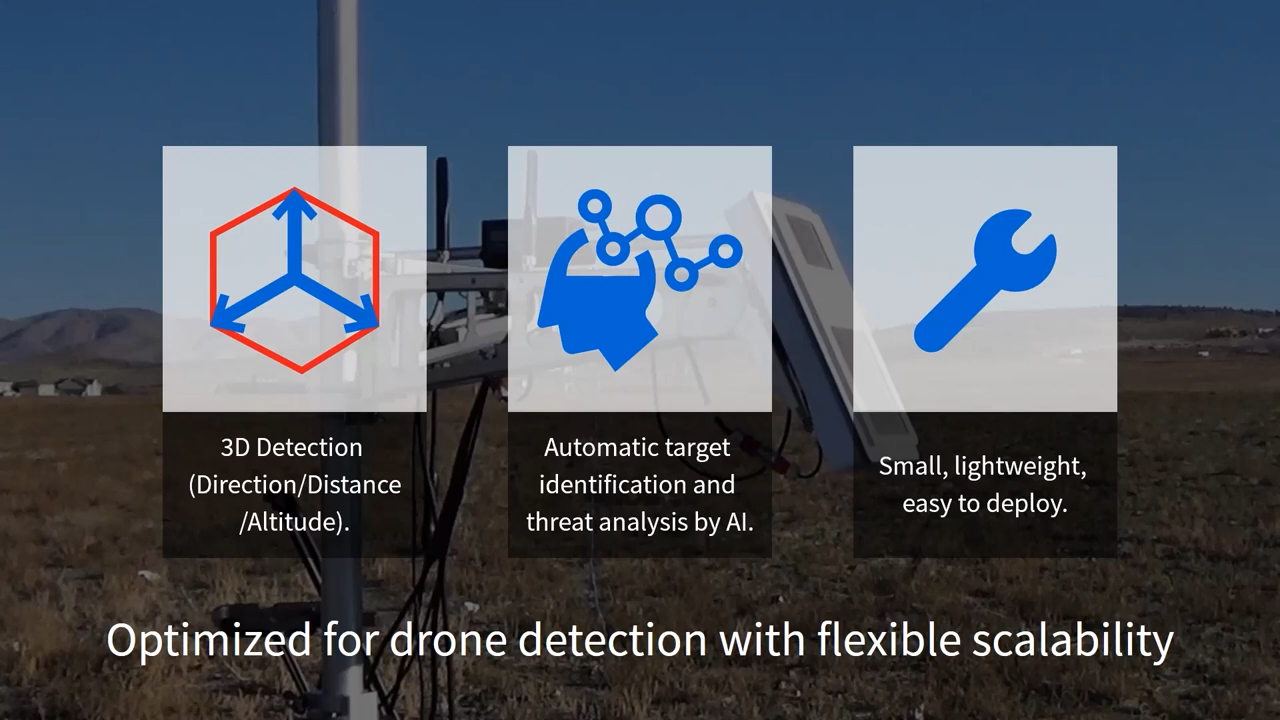 3D Detection
(Direction/Distance
/Altitude).
Automatic target
identification and
threat analysis by AI.
Small, lightweight,
easy to deploy.
Optimized for drone detection with flexible scalability